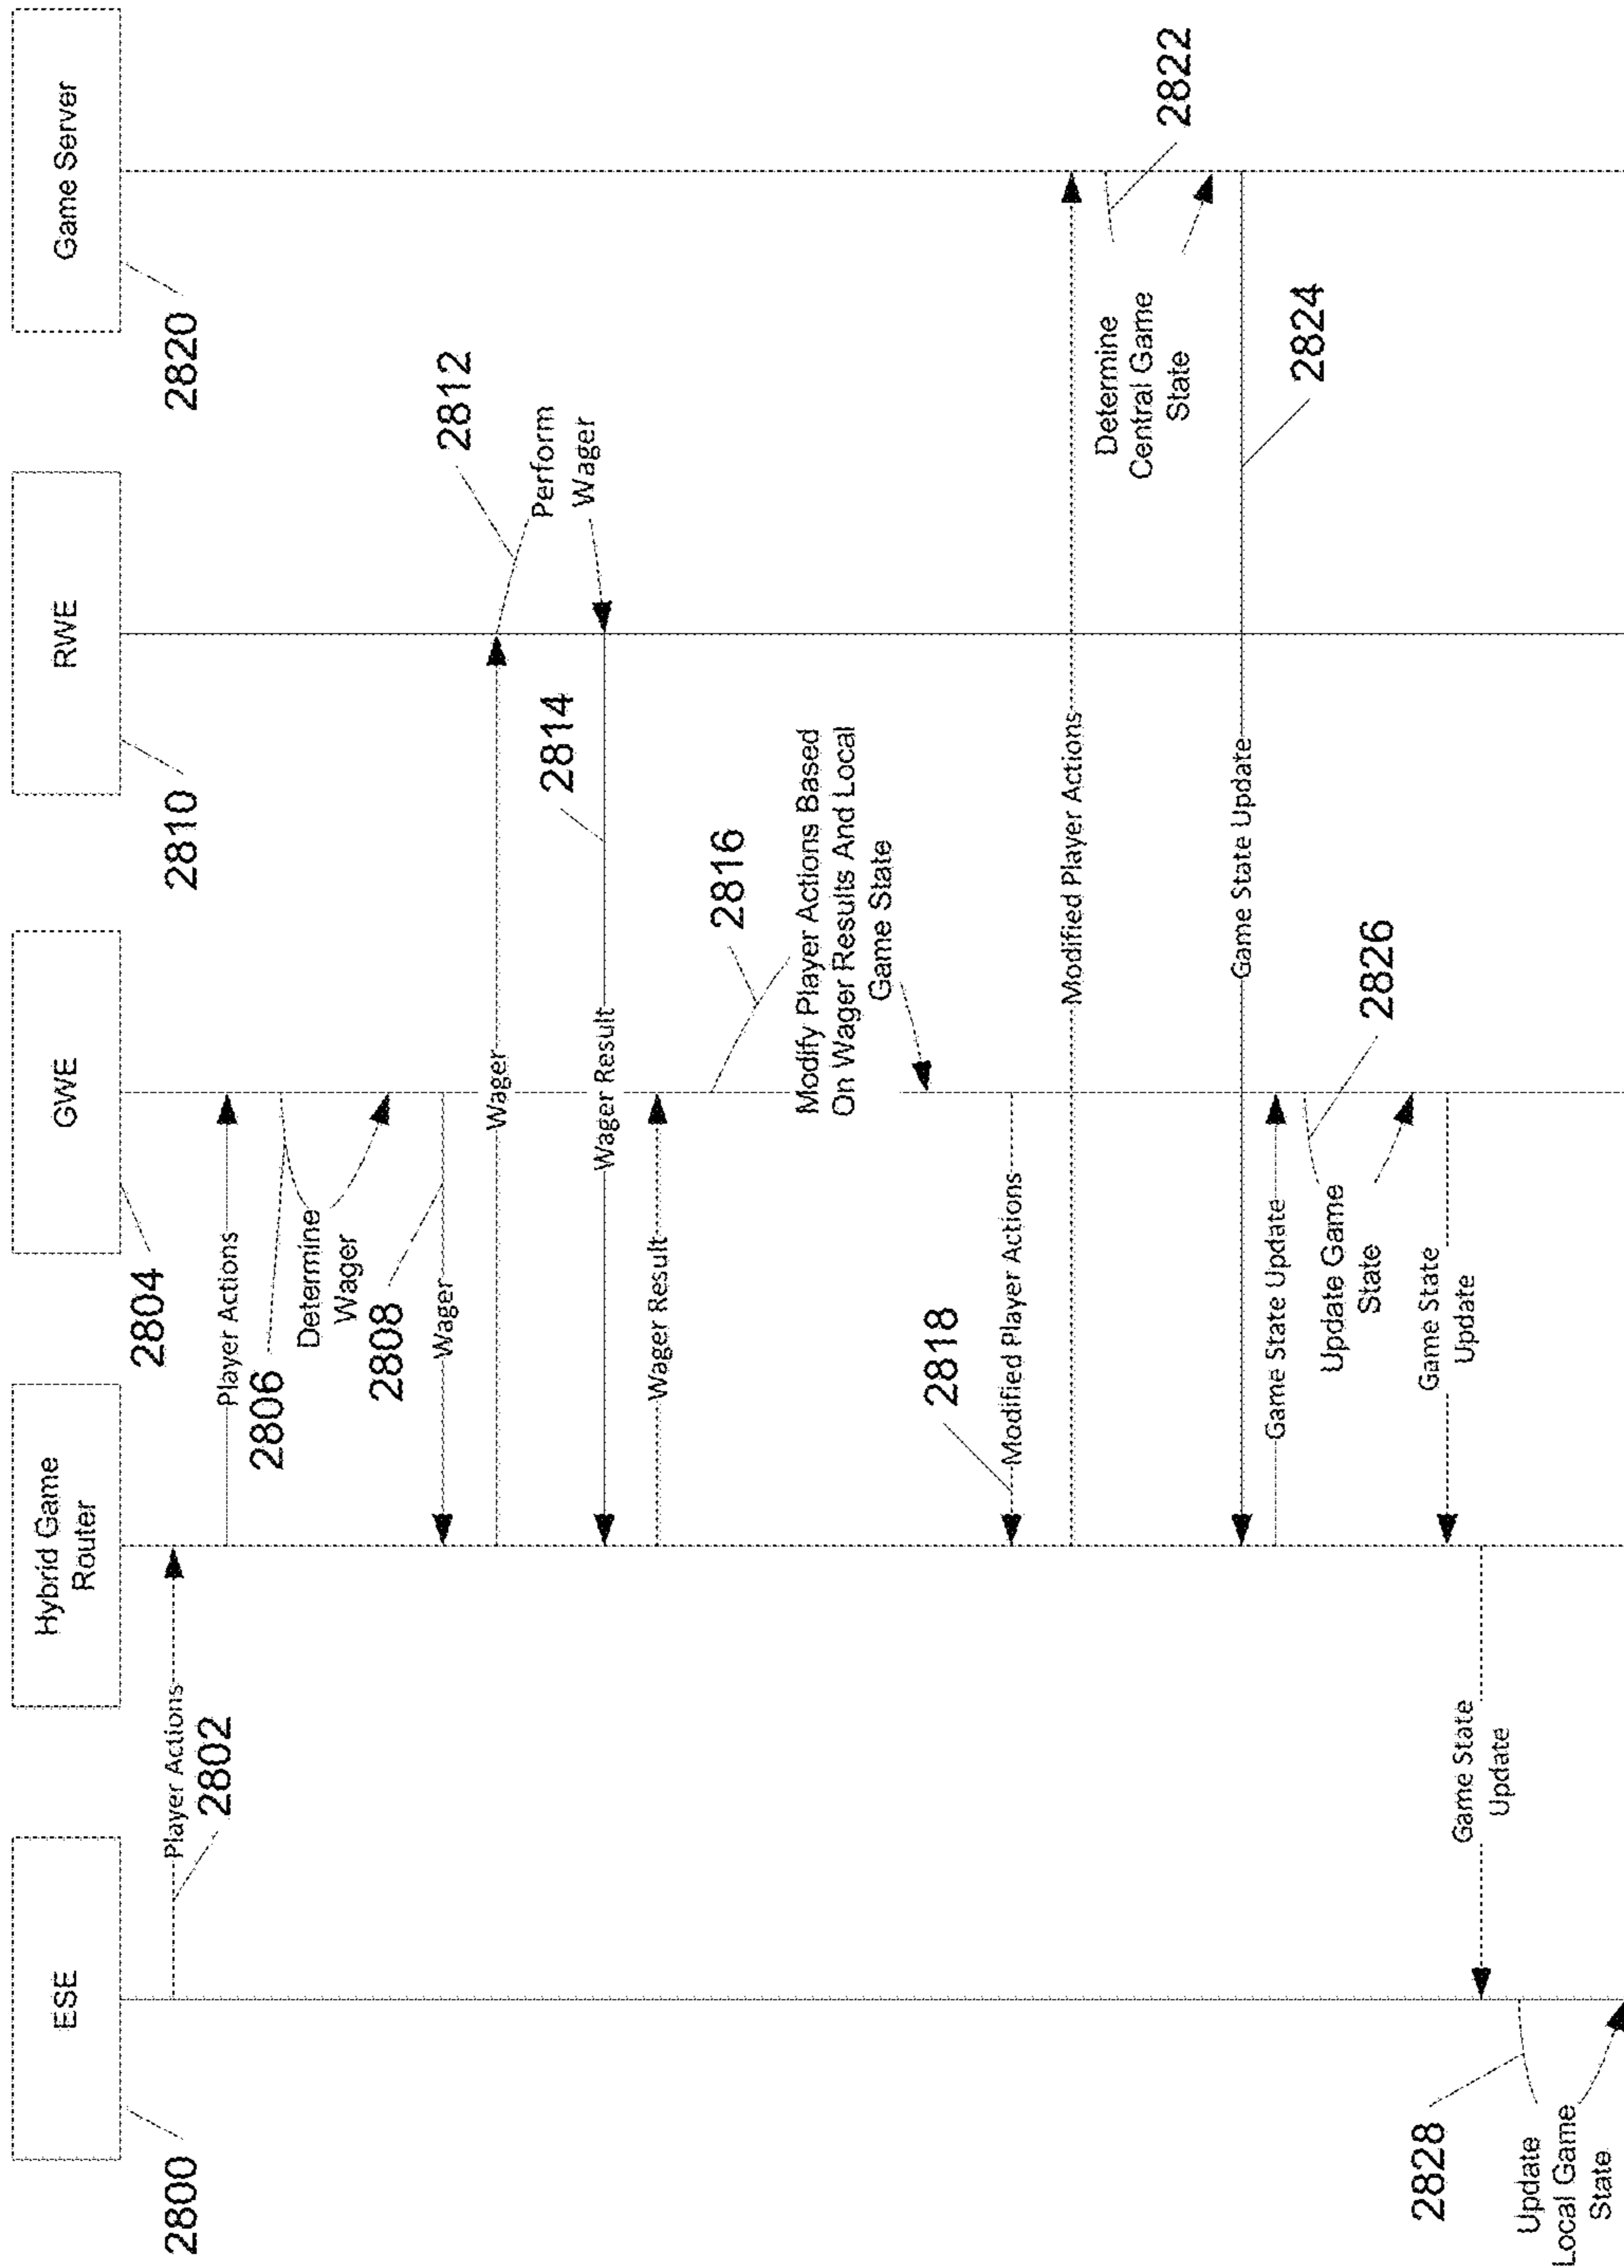 ESE
Hybrid Game
Router
GWE
RWE
Game Server
2800
2804
2810
2820
Player Actions
2802
Player Actions
2806
Determine
Wager
2808
Wager
Wager
2812
Perform
Wager
2814
Wager Result
Wager Result
2816
Modify Player Actions Based
On Wager Results And Local
Game State
2818
Modified Player Actions
Modified Player Actions
2822
Determine
Central Game
State
2824
Game State Update
Game State Update
2826
Update Game
State
Game State
Update
Game State
Update
2828
Update
Local Game
State